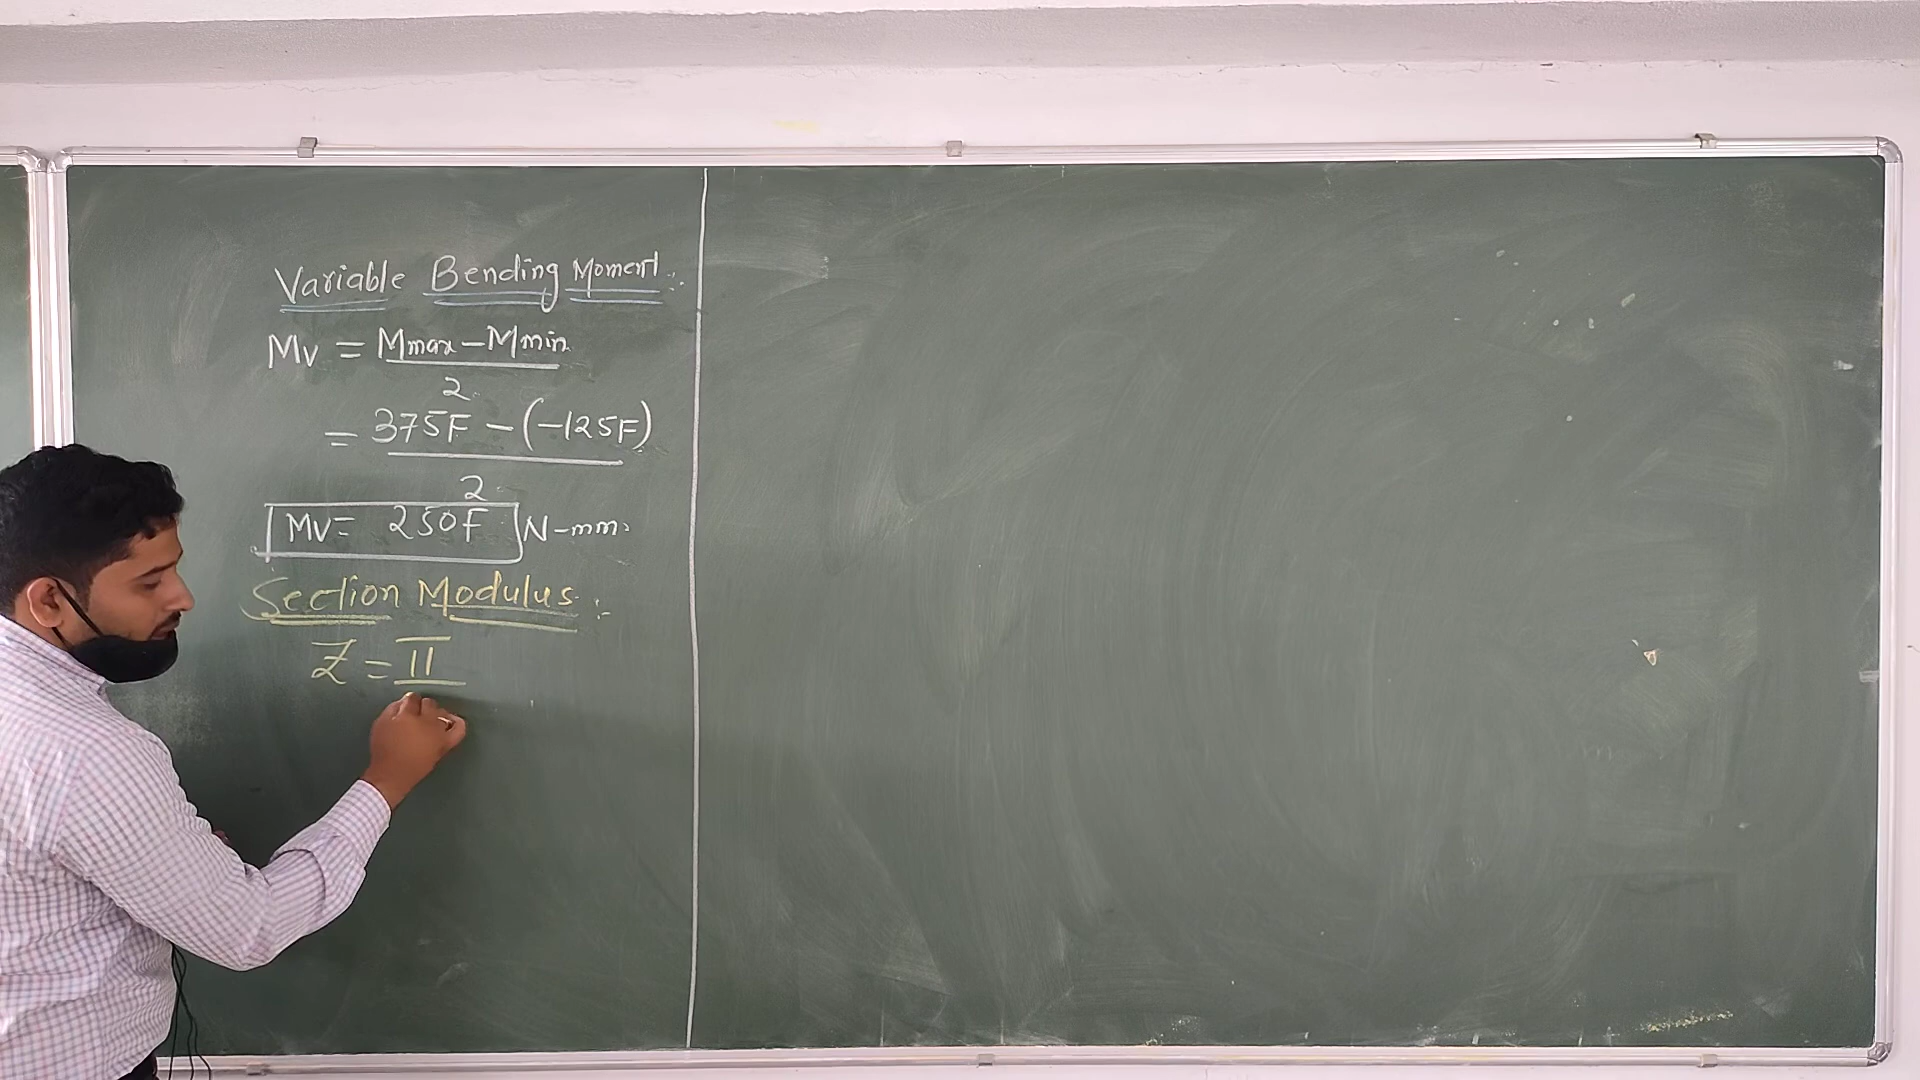 Variable Bending Moment :-
Mv = Mmax - Mmin
2
= 375F - (-125F)
2
Mv = 250F N-mm.
Section Modulus :-
Z = π